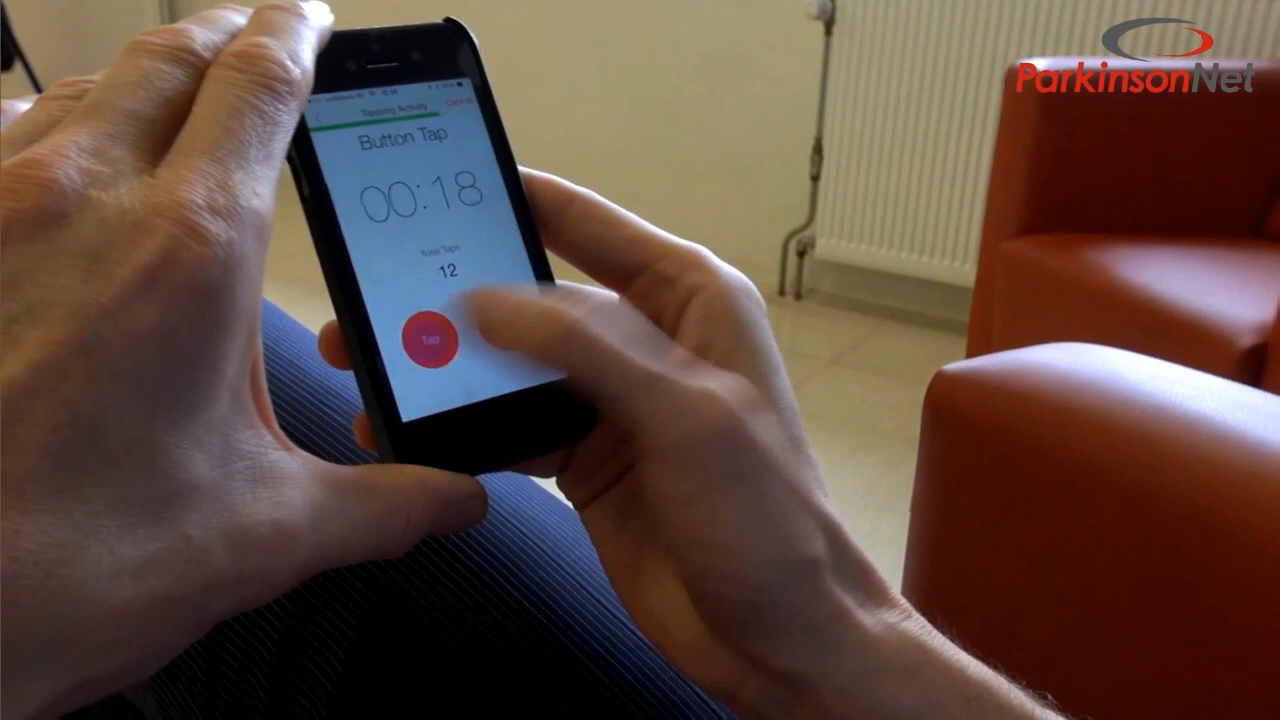 ParkinsonNet
Tapping Activity
Cancel
Button Tap
00:18
Total Taps
12
Tap